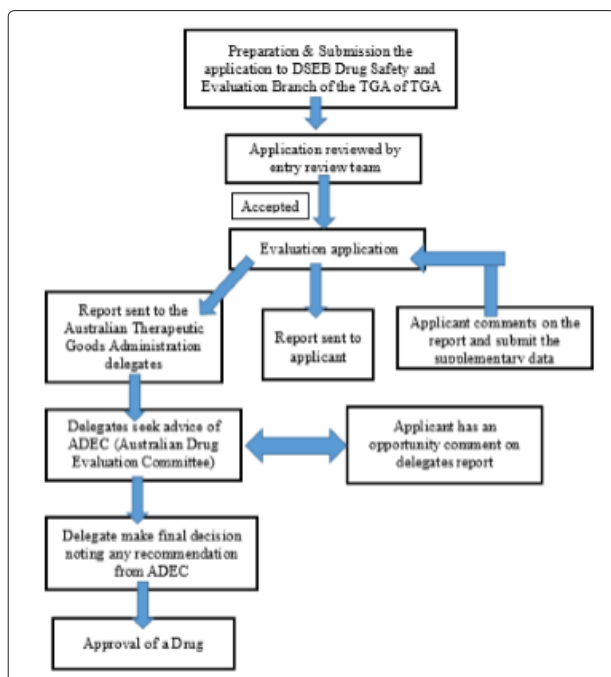 Preparation & Submission the
application to DSEB Drug Safety and
Evaluation Branch of the TGA of TGA
Application reviewed by
entry review team
Accepted
Evaluation application
Report sent to the
Australian Therapeutic
Goods Administration
delegates
Report sent to
applicant
Applicant comments on the
report and submit the
supplementary data
Delegates seek advice of
ADEC (Australian Drug
Evaluation Committee)
Applicant has an
opportunity comment on
delegates report
Delegate make final decision
noting any recommendation
from ADEC
Approval of a Drug